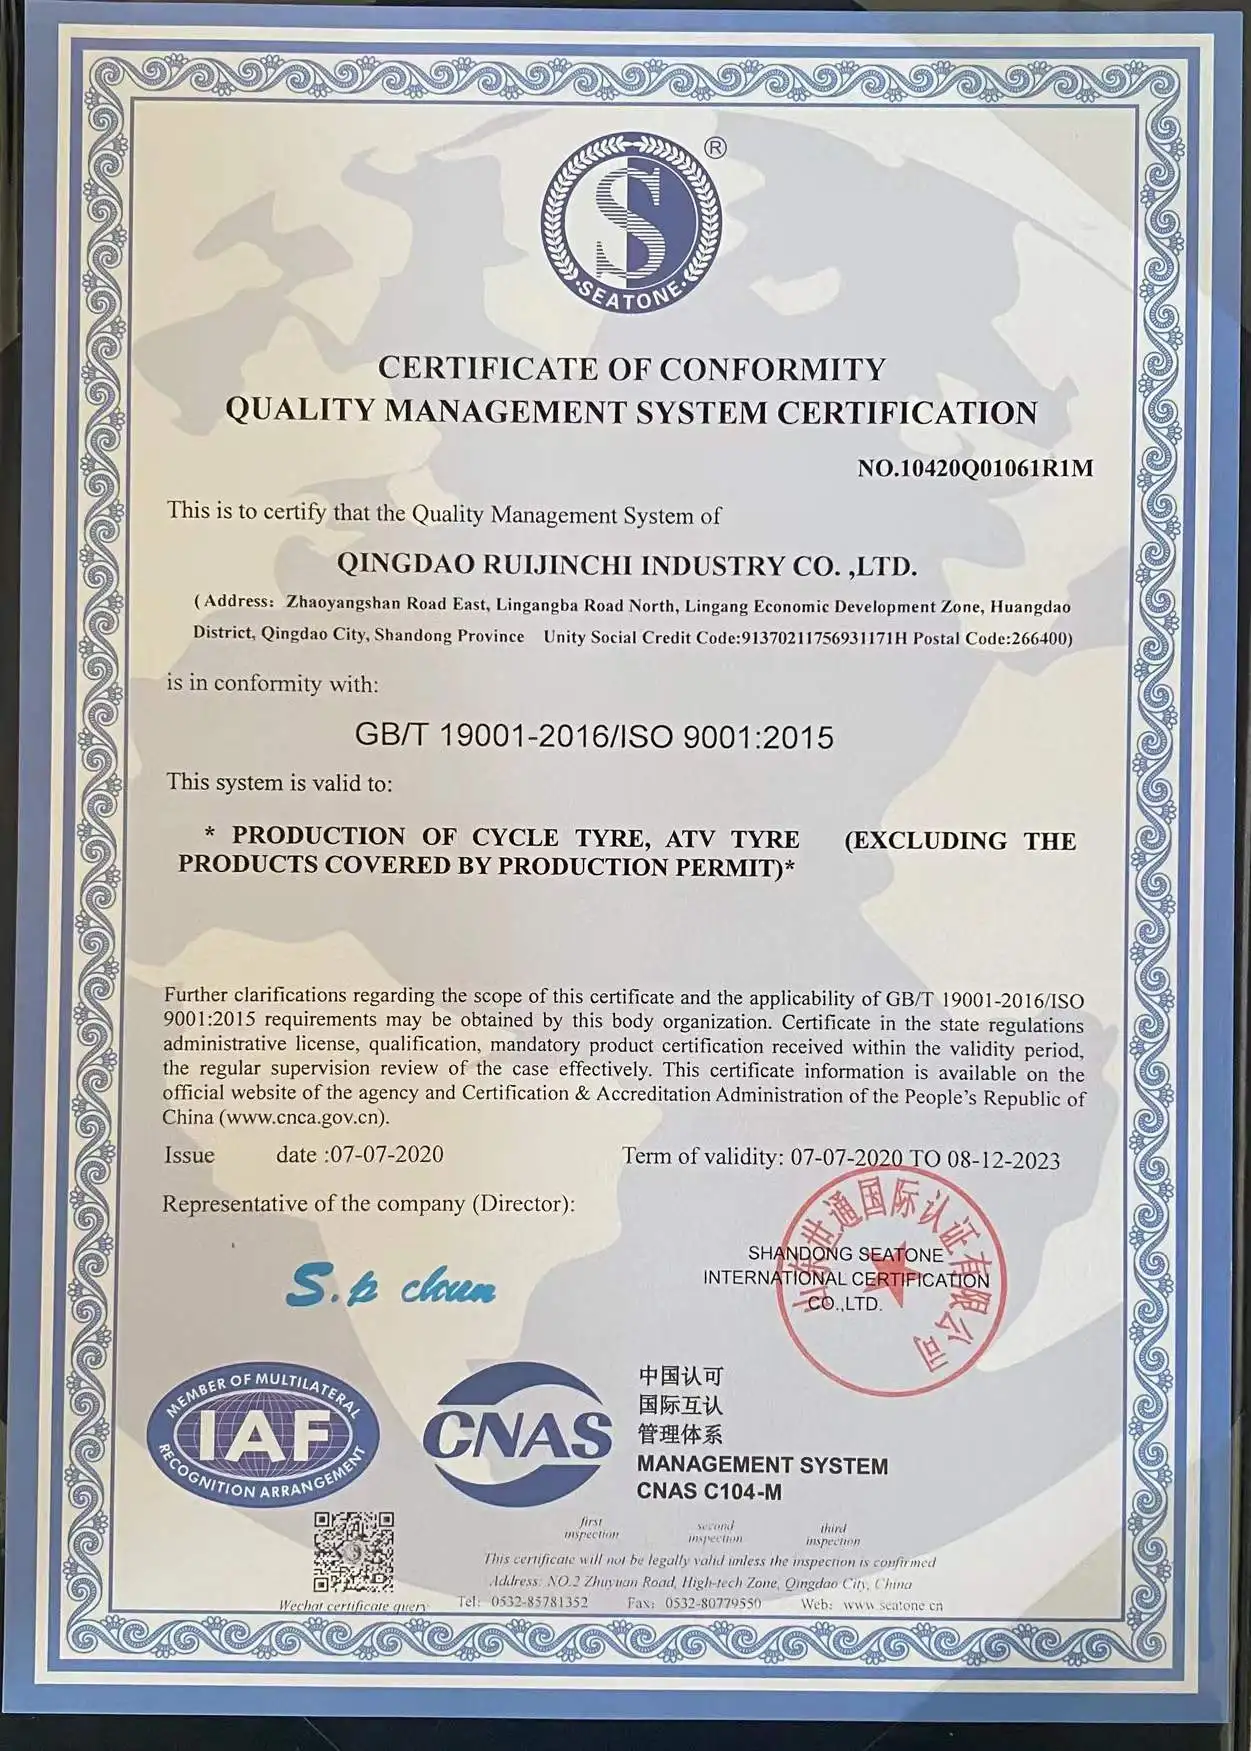 ®
S
SEATONE
CERTIFICATE OF CONFORMITY
QUALITY MANAGEMENT SYSTEM CERTIFICATION
NO.10420Q01061R1M
This is to certify that the Quality Management System of
QINGDAO RUIJINCHI INDUSTRY CO. ,LTD.
(Address: Zhaoyangshan Road East, Lingangba Road North, Lingang Economic Development Zone, Huangdao
District, Qingdao City, Shandong Province Unity Social Credit Code:91370211756931171H Postal Code:266400)
is in conformity with:
GB/T 19001-2016/ISO 9001:2015
This system is valid to:
* PRODUCTION OF CYCLE TYRE, ATV TYRE (EXCLUDING THE
PRODUCTS COVERED BY PRODUCTION PERMIT)*
Further clarifications regarding the scope of this certificate and the applicability of GB/T 19001-2016/ISO
9001:2015 requirements may be obtained by this body organization. Certificate in the state regulations
administrative license, qualification, mandatory product certification received within the validity period,
the regular supervision review of the case effectively. This certificate information is available on the
official website of the agency and Certification & Accreditation Administration of the People's Republic of
China (www.cnca.gov.cn).
Issue date :07-07-2020 Term of validity: 07-07-2020 TO 08-12-2023
Representative of the company (Director):
S.p chun
SHANDONG SEATONE
INTERNATIONAL CERTIFICATION
CO.,LTD.
山东世通国际认证有限公司
MEMBER OF MULTILATERAL
IAF
RECOGNITION ARRANGEMENT
CNAS
中国认可
国际互认
管理体系
MANAGEMENT SYSTEM
CNAS C104-M
first inspection
second inspection
third inspection
This certificate will not be legally valid unless the inspection is confirmed
Address: NO.2 Zhuyuan Road, High-tech Zone, Qingdao City, China
Wechat certificate query
Tel: 0532-85781352 Fax: 0532-80779550 Web: www.seatone.cn